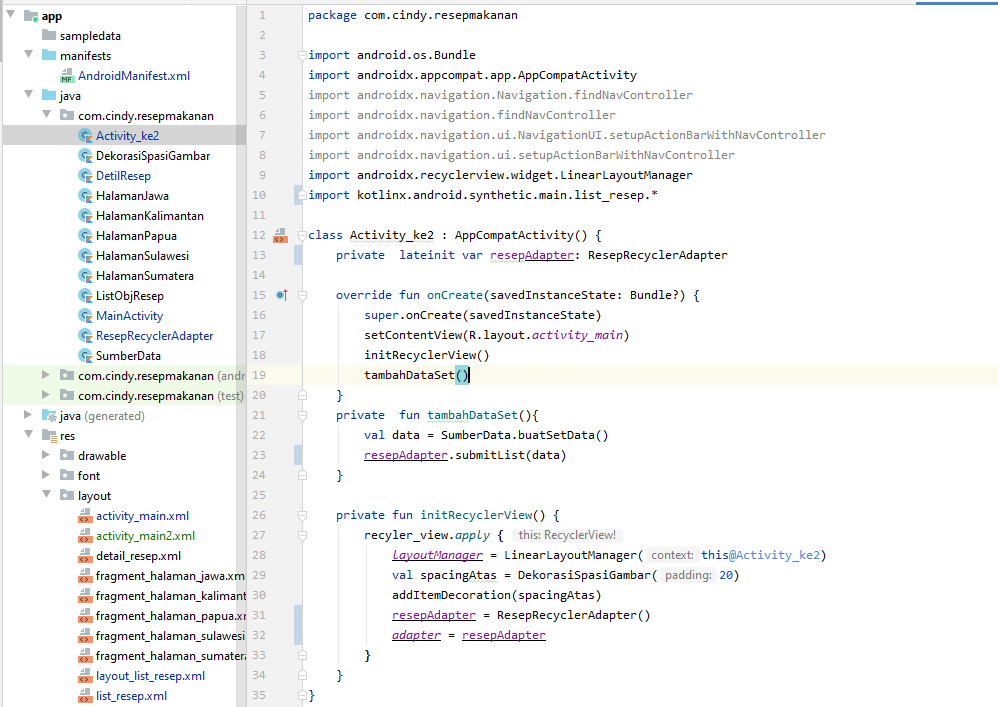 app
sampledata
manifests
AndroidManifest.xml
java
com.cindy.resepmakanan
Activity_ke2
DekorasiSpasiGambar
DetilResep
HalamanJawa
HalamanKalimantan
HalamanPapua
HalamanSulawesi
HalamanSumatera
ListObjResep
MainActivity
ResepRecyclerAdapter
SumberData
com.cindy.resepmakanan (andr
com.cindy.resepmakanan (test)
java (generated)
res
drawable
font
layout
activity_main.xml
activity_main2.xml
detail_resep.xml
fragment_halaman_jawa.xm
fragment_halaman_kalimant
fragment_halaman_papua.xr
fragment_halaman_sulawesi
fragment_halaman_sumatera
layout_list_resep.xml
list_resep.xml
1 package com.cindy.resepmakanan
2
3 import android.os.Bundle
4 import androidx.appcompat.app.AppCompatActivity
5 import androidx.navigation.Navigation.findNavController
6 import androidx.navigation.findNavController
7 import androidx.navigation.ui.NavigationUI.setupActionBarWithNavController
8 import androidx.navigation.ui.setupActionBarWithNavController
9 import androidx.recyclerview.widget.LinearLayoutManager
10 import kotlinx.android.synthetic.main.list_resep.*
11
12 class Activity_ke2 : AppCompatActivity() {
13 private lateinit var resepAdapter: ResepRecyclerAdapter
14
15 override fun onCreate(savedInstanceState: Bundle?) {
16 super.onCreate(savedInstanceState)
17 setContentView(R.layout.activity_main)
18 initRecyclerView()
19 tambahDataSet()
20 }
21 private fun tambahDataSet(){
22 val data = SumberData.buatSetData()
23 resepAdapter.submitList(data)
24 }
25
26 private fun initRecyclerView() {
27 recyler_view.apply { this: RecyclerView!
28 layoutManager = LinearLayoutManager( context: this@Activity_ke2)
29 val spacingAtas = DekorasiSpasiGambar( padding: 20)
30 addItemDecoration(spacingAtas)
31 resepAdapter = ResepRecyclerAdapter()
32 adapter = resepAdapter
33 }
34 }
35 }